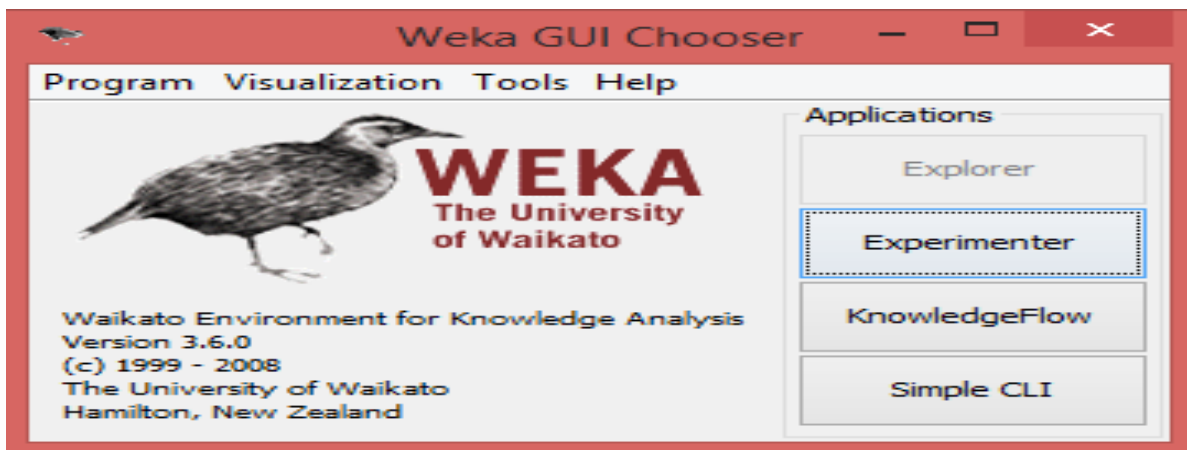 Weka GUI Chooser
Program Visualization Tools Help
WEKA
The University
of Waikato
Waikato Environment for Knowledge Analysis
Version 3.6.0
(c) 1999 - 2008
The University of Waikato
Hamilton, New Zealand
Applications
Explorer
Experimenter
KnowledgeFlow
Simple CLI